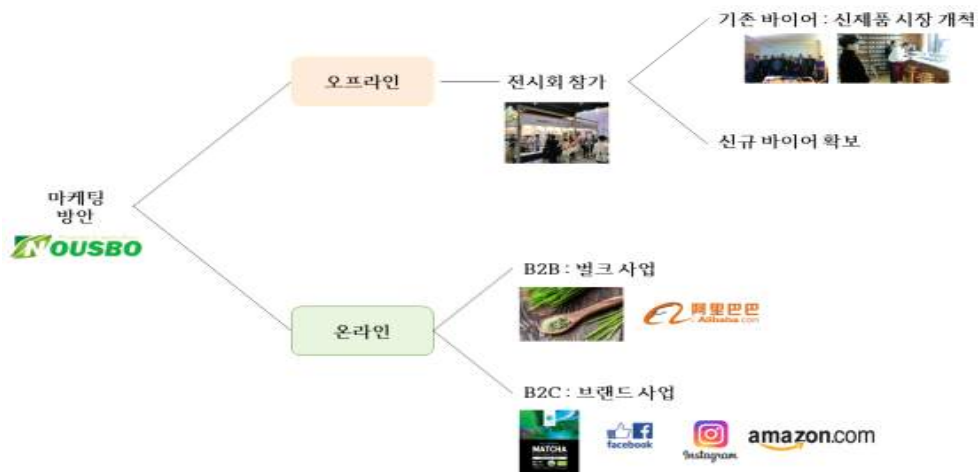 기존 바이어 : 신제품 시장 개척
오프라인
전시회 참가
신규 바이어 확보
마케팅
방안
NOUSBO
B2B : 벌크 사업
阿里巴巴
Alibaba.com
온라인
B2C : 브랜드 사업
MATCHA
facebook
Instagram
amazon.com